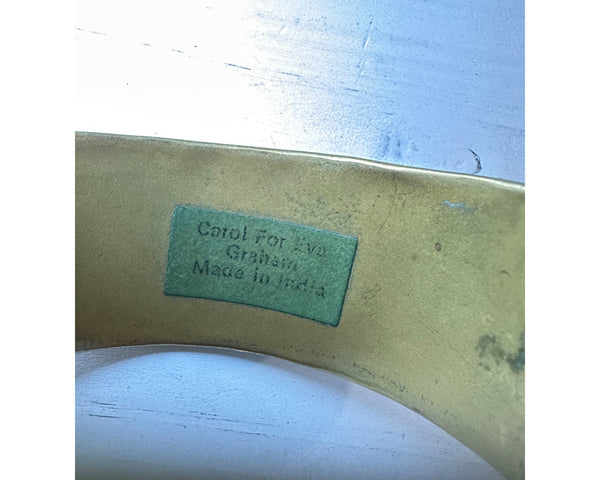 Carol For Eva
Graham
Made In India